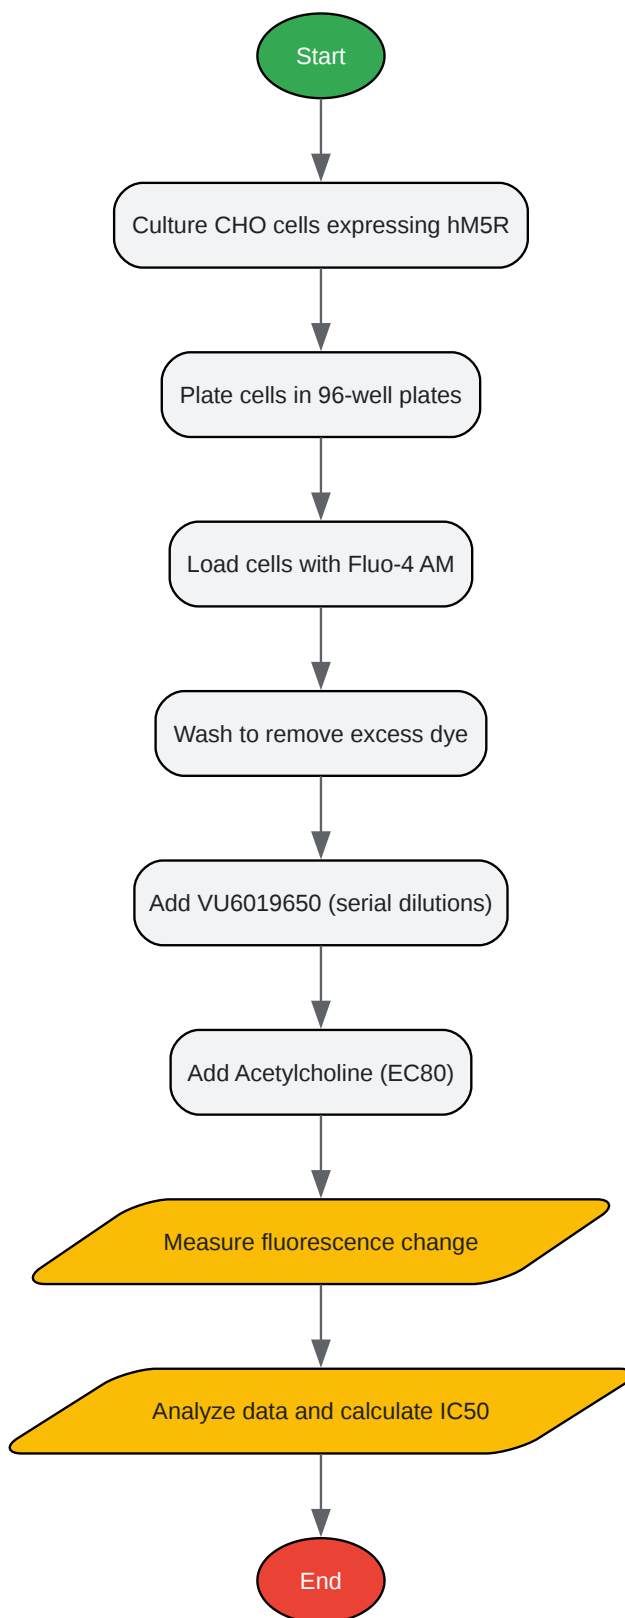 Start
Culture CHO cells expressing hM5R
Plate cells in 96-well plates
Load cells with Fluo-4 AM
Wash to remove excess dye
Add VU6019650 (serial dilutions)
Add Acetylcholine (EC80)
Measure fluorescence change
Analyze data and calculate IC50
End